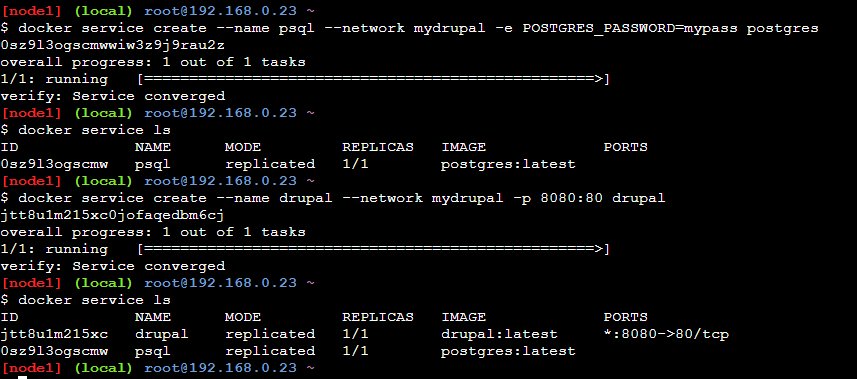 [node1] (local) root@192.168.0.23 ~
$ docker service create --name psql --network mydrupal -e POSTGRES_PASSWORD=mypass postgres
0sz9l3ogscmwwiw3z9j9rau2z
overall progress: 1 out of 1 tasks
1/1: running   [==================================================>]
verify: Service converged
[node1] (local) root@192.168.0.23 ~
$ docker service ls
ID             NAME      MODE         REPLICAS   IMAGE             PORTS
0sz9l3ogscmw   psql      replicated   1/1        postgres:latest
[node1] (local) root@192.168.0.23 ~
$ docker service create --name drupal --network mydrupal -p 8080:80 drupal
jtt8u1m215xc0jofaqedbm6cj
overall progress: 1 out of 1 tasks
1/1: running   [==================================================>]
verify: Service converged
[node1] (local) root@192.168.0.23 ~
$ docker service ls
ID             NAME      MODE         REPLICAS   IMAGE             PORTS
jtt8u1m215xc   drupal    replicated   1/1        drupal:latest     *:8080->80/tcp
0sz9l3ogscmw   psql      replicated   1/1        postgres:latest
[node1] (local) root@192.168.0.23 ~